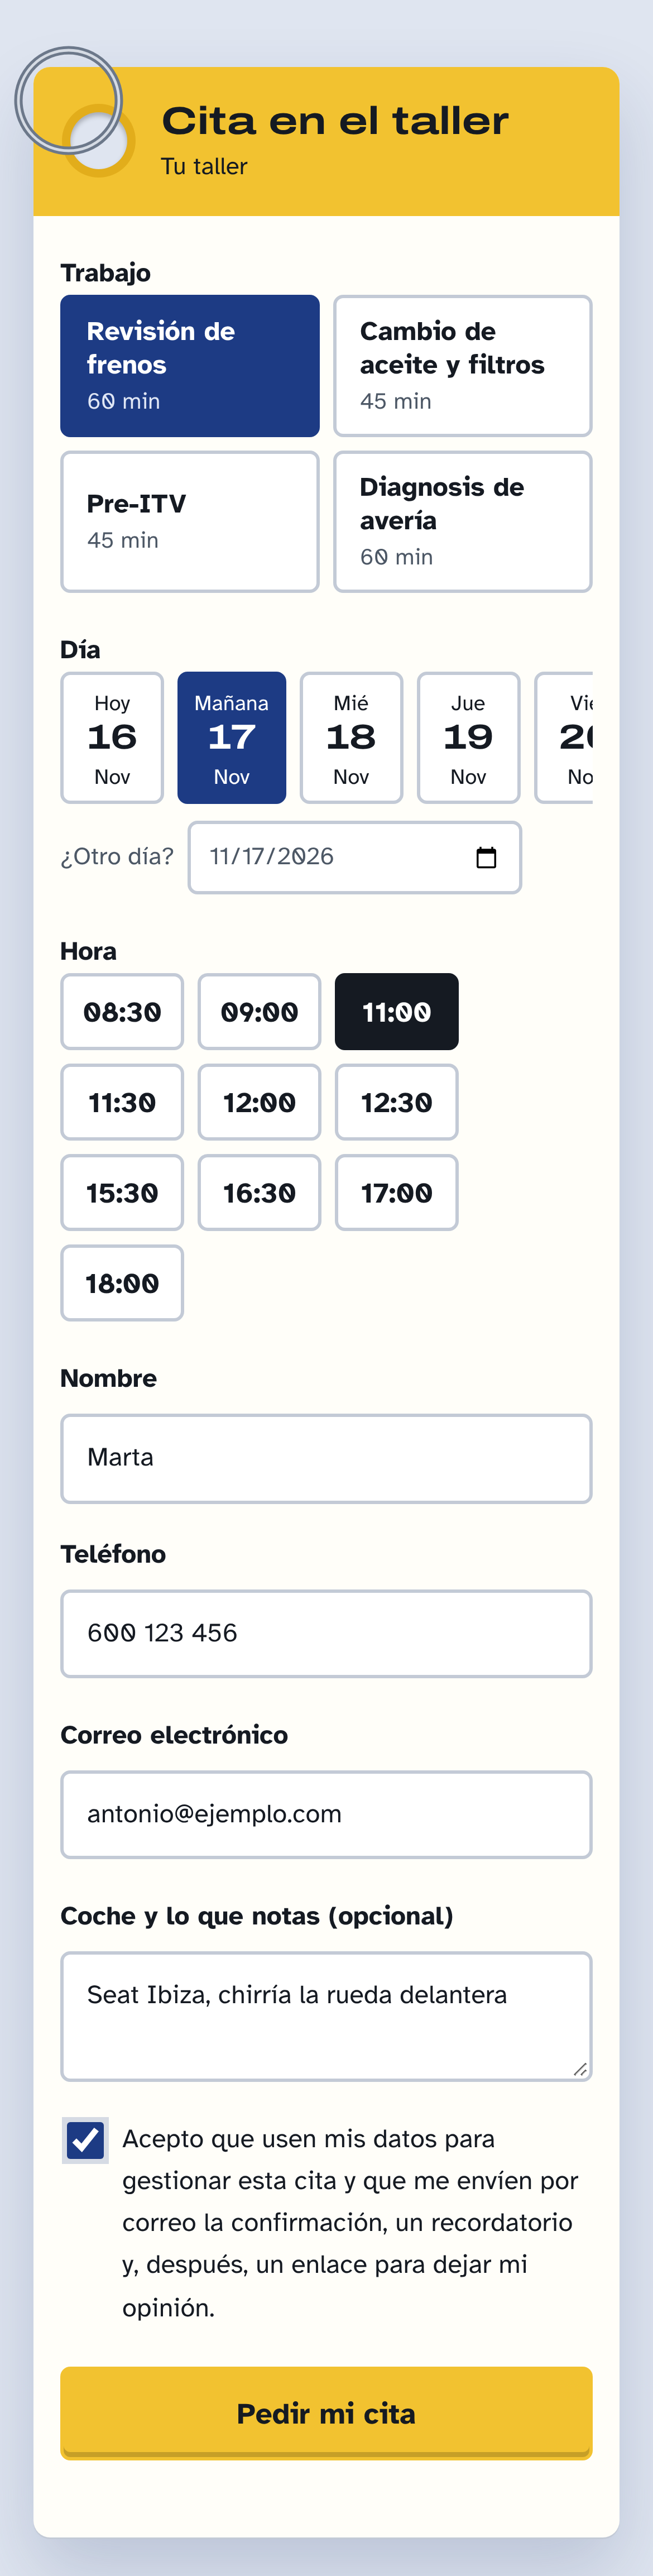 Cita en el taller
Tu taller
Trabajo
Revisión de
frenos
60 min
Cambio de
aceite y filtros
45 min
Pre-ITV
45 min
Diagnosis de
avería
60 min
Día
Hoy
16
Nov
Mañana
17
Nov
Mié
18
Nov
Jue
19
Nov
¿Otro día?
11/17/2026
Hora
08:30
09:00
11:00
11:30
12:00
12:30
15:30
16:30
17:00
18:00
Nombre
Marta
Teléfono
600 123 456
Correo electrónico
antonio@ejemplo.com
Coche y lo que notas (opcional)
Seat Ibiza, chirría la rueda delantera
Acepto que usen mis datos para
gestionar esta cita y que me envíen por
correo la confirmación, un recordatorio
y, después, un enlace para dejar mi
opinión.
Pedir mi cita